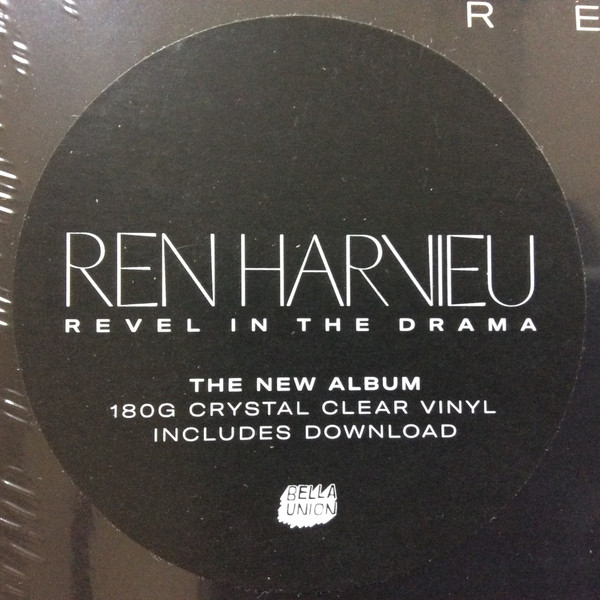 R E
REN HARVIEU
REVEL IN THE DRAMA
THE NEW ALBUM
180G CRYSTAL CLEAR VINYL
INCLUDES DOWNLOAD
BELLA
UNION